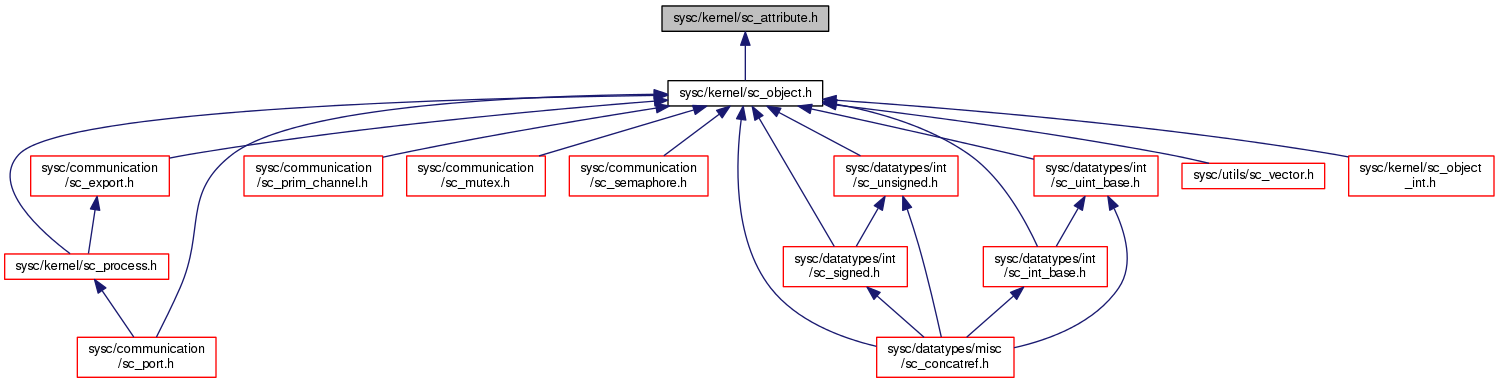 sysc/kernel/sc_attribute.h
sysc/kernel/sc_object.h
sysc/communication
/sc_export.h
sysc/communication
/sc_prim_channel.h
sysc/communication
/sc_mutex.h
sysc/communication
/sc_semaphore.h
sysc/datatypes/int
/sc_unsigned.h
sysc/datatypes/int
/sc_uint_base.h
sysc/utils/sc_vector.h
sysc/kernel/sc_object
_int.h
sysc/kernel/sc_process.h
sysc/datatypes/int
/sc_signed.h
sysc/datatypes/int
/sc_int_base.h
sysc/communication
/sc_port.h
sysc/datatypes/misc
/sc_concatref.h